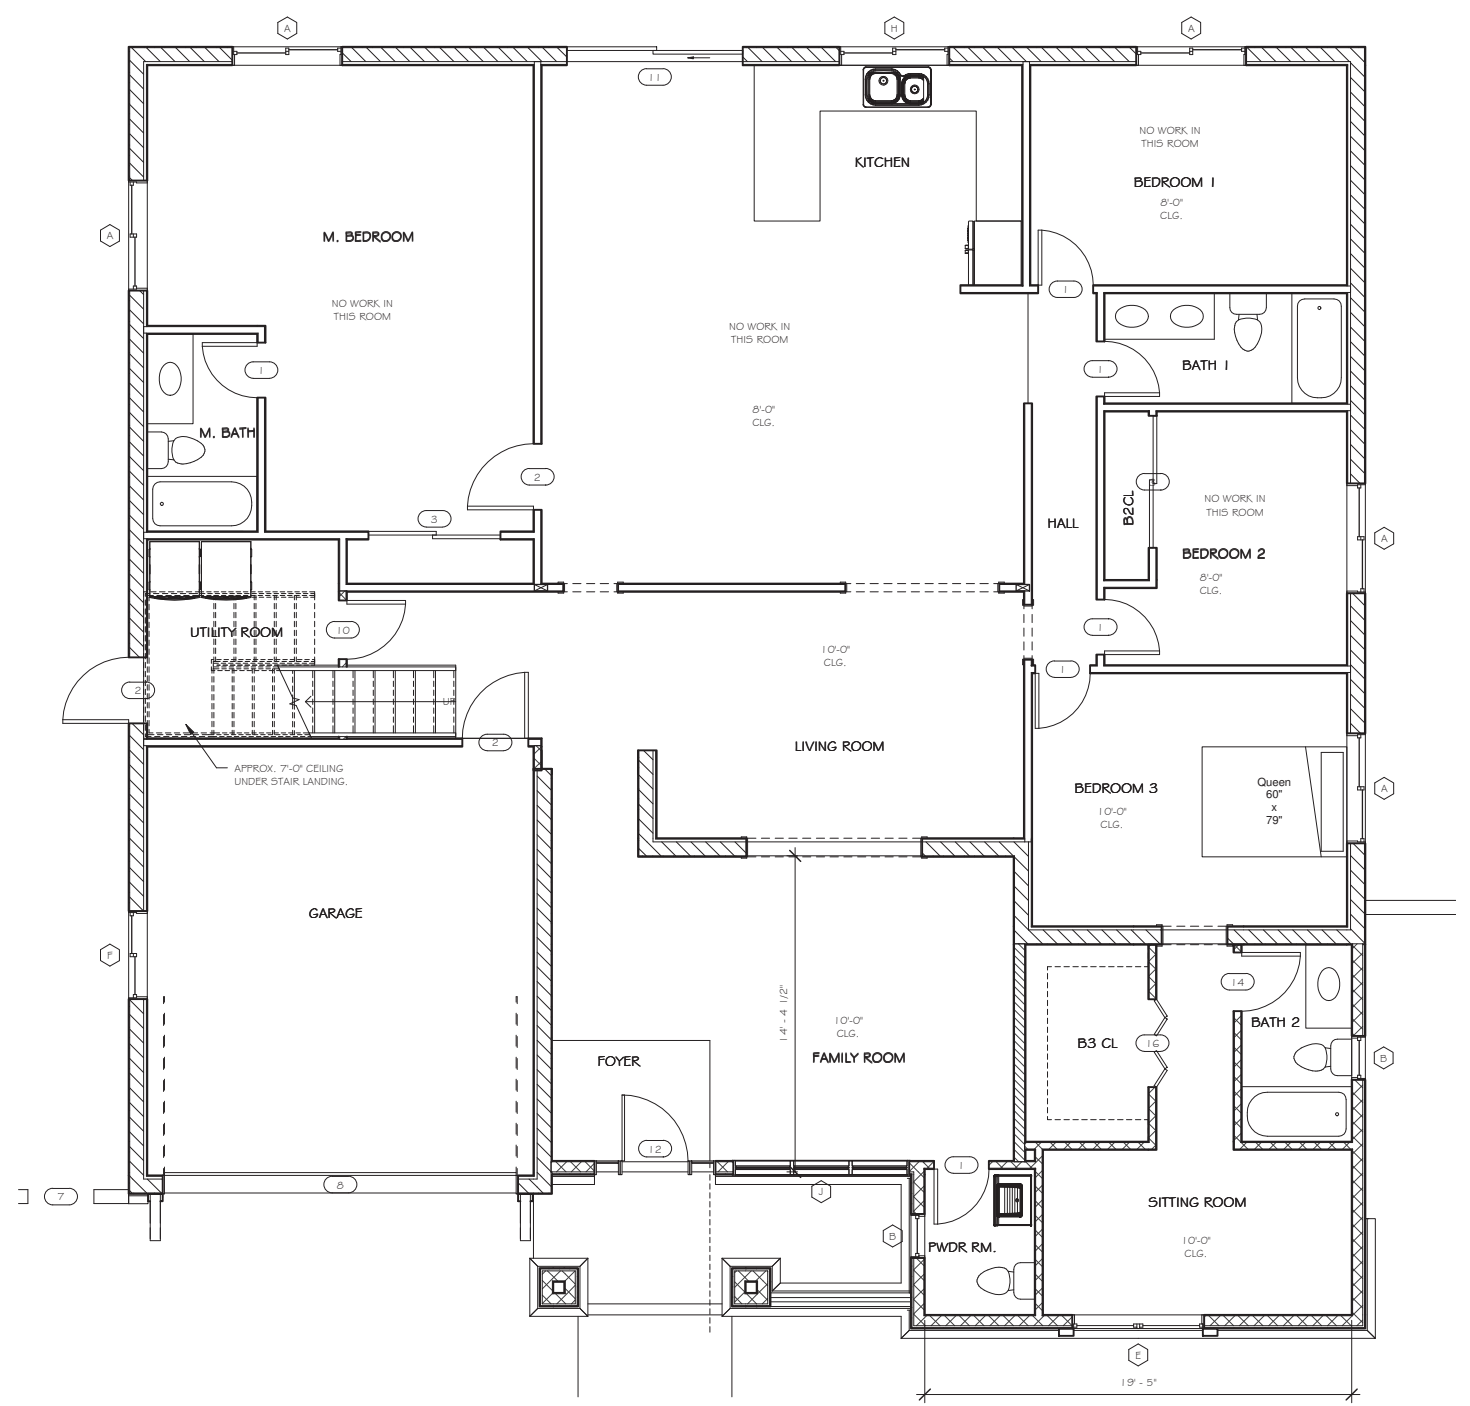 A
H
A
11
NO WORK IN
THIS ROOM
KITCHEN
BEDROOM 1
8'-0"
CLG.
A
M. BEDROOM
1
NO WORK IN
THIS ROOM
NO WORK IN
THIS ROOM
BATH 1
1
1
M. BATH
8'-0"
CLG.
2
3
B2CL
NO WORK IN
THIS ROOM
HALL
A
BEDROOM 2
8'-0"
CLG.
UTILITY ROOM
10
1
10'-0"
CLG.
1
2
UP
2
LIVING ROOM
APPROX. 7'-0" CEILING
UNDER STAIR LANDING.
BEDROOM 3
10'-0"
CLG.
Queen
60"
x
79"
A
GARAGE
F
14
14' - 4 1/2"
10'-0"
CLG.
BATH 2
FOYER
FAMILY ROOM
B3 CL
16
B
12
1
8
7
J
SITTING ROOM
B
PWDR RM.
10'-0"
CLG.
E
19' - 5"